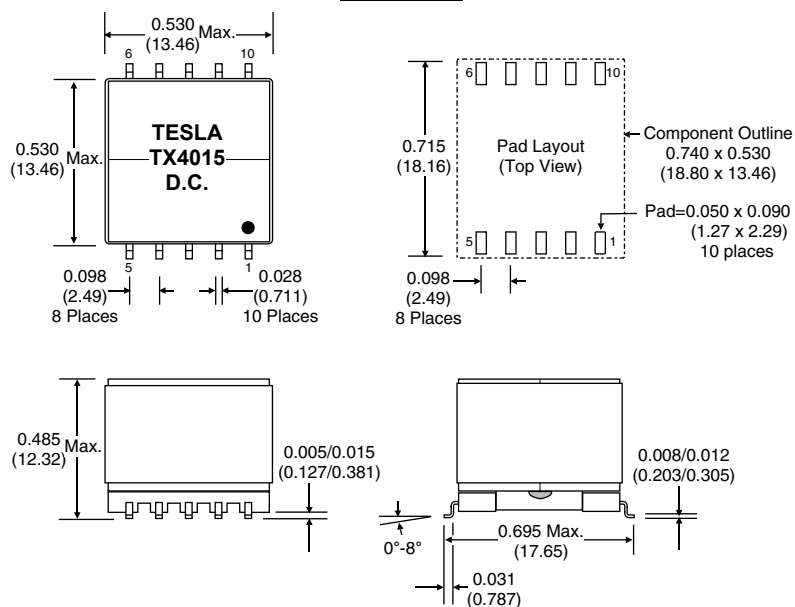 0.530 Max.
(13.46)
6 10
0.530 Max.
(13.46)
TESLA
TX4015
D.C.
5 1
0.098
(2.49)
8 Places
0.028
(0.711)
10 Places
6 10
0.715
(18.16)
Pad Layout
(Top View)
Component Outline
0.740 x 0.530
(18.80 x 13.46)
Pad=0.050 x 0.090
(1.27 x 2.29)
10 places
5 1
0.098
(2.49)
8 Places
0.485 Max.
(12.32)
0.005/0.015
(0.127/0.381)
0.008/0.012
(0.203/0.305)
0°-8°
0.695 Max.
(17.65)
0.031
(0.787)